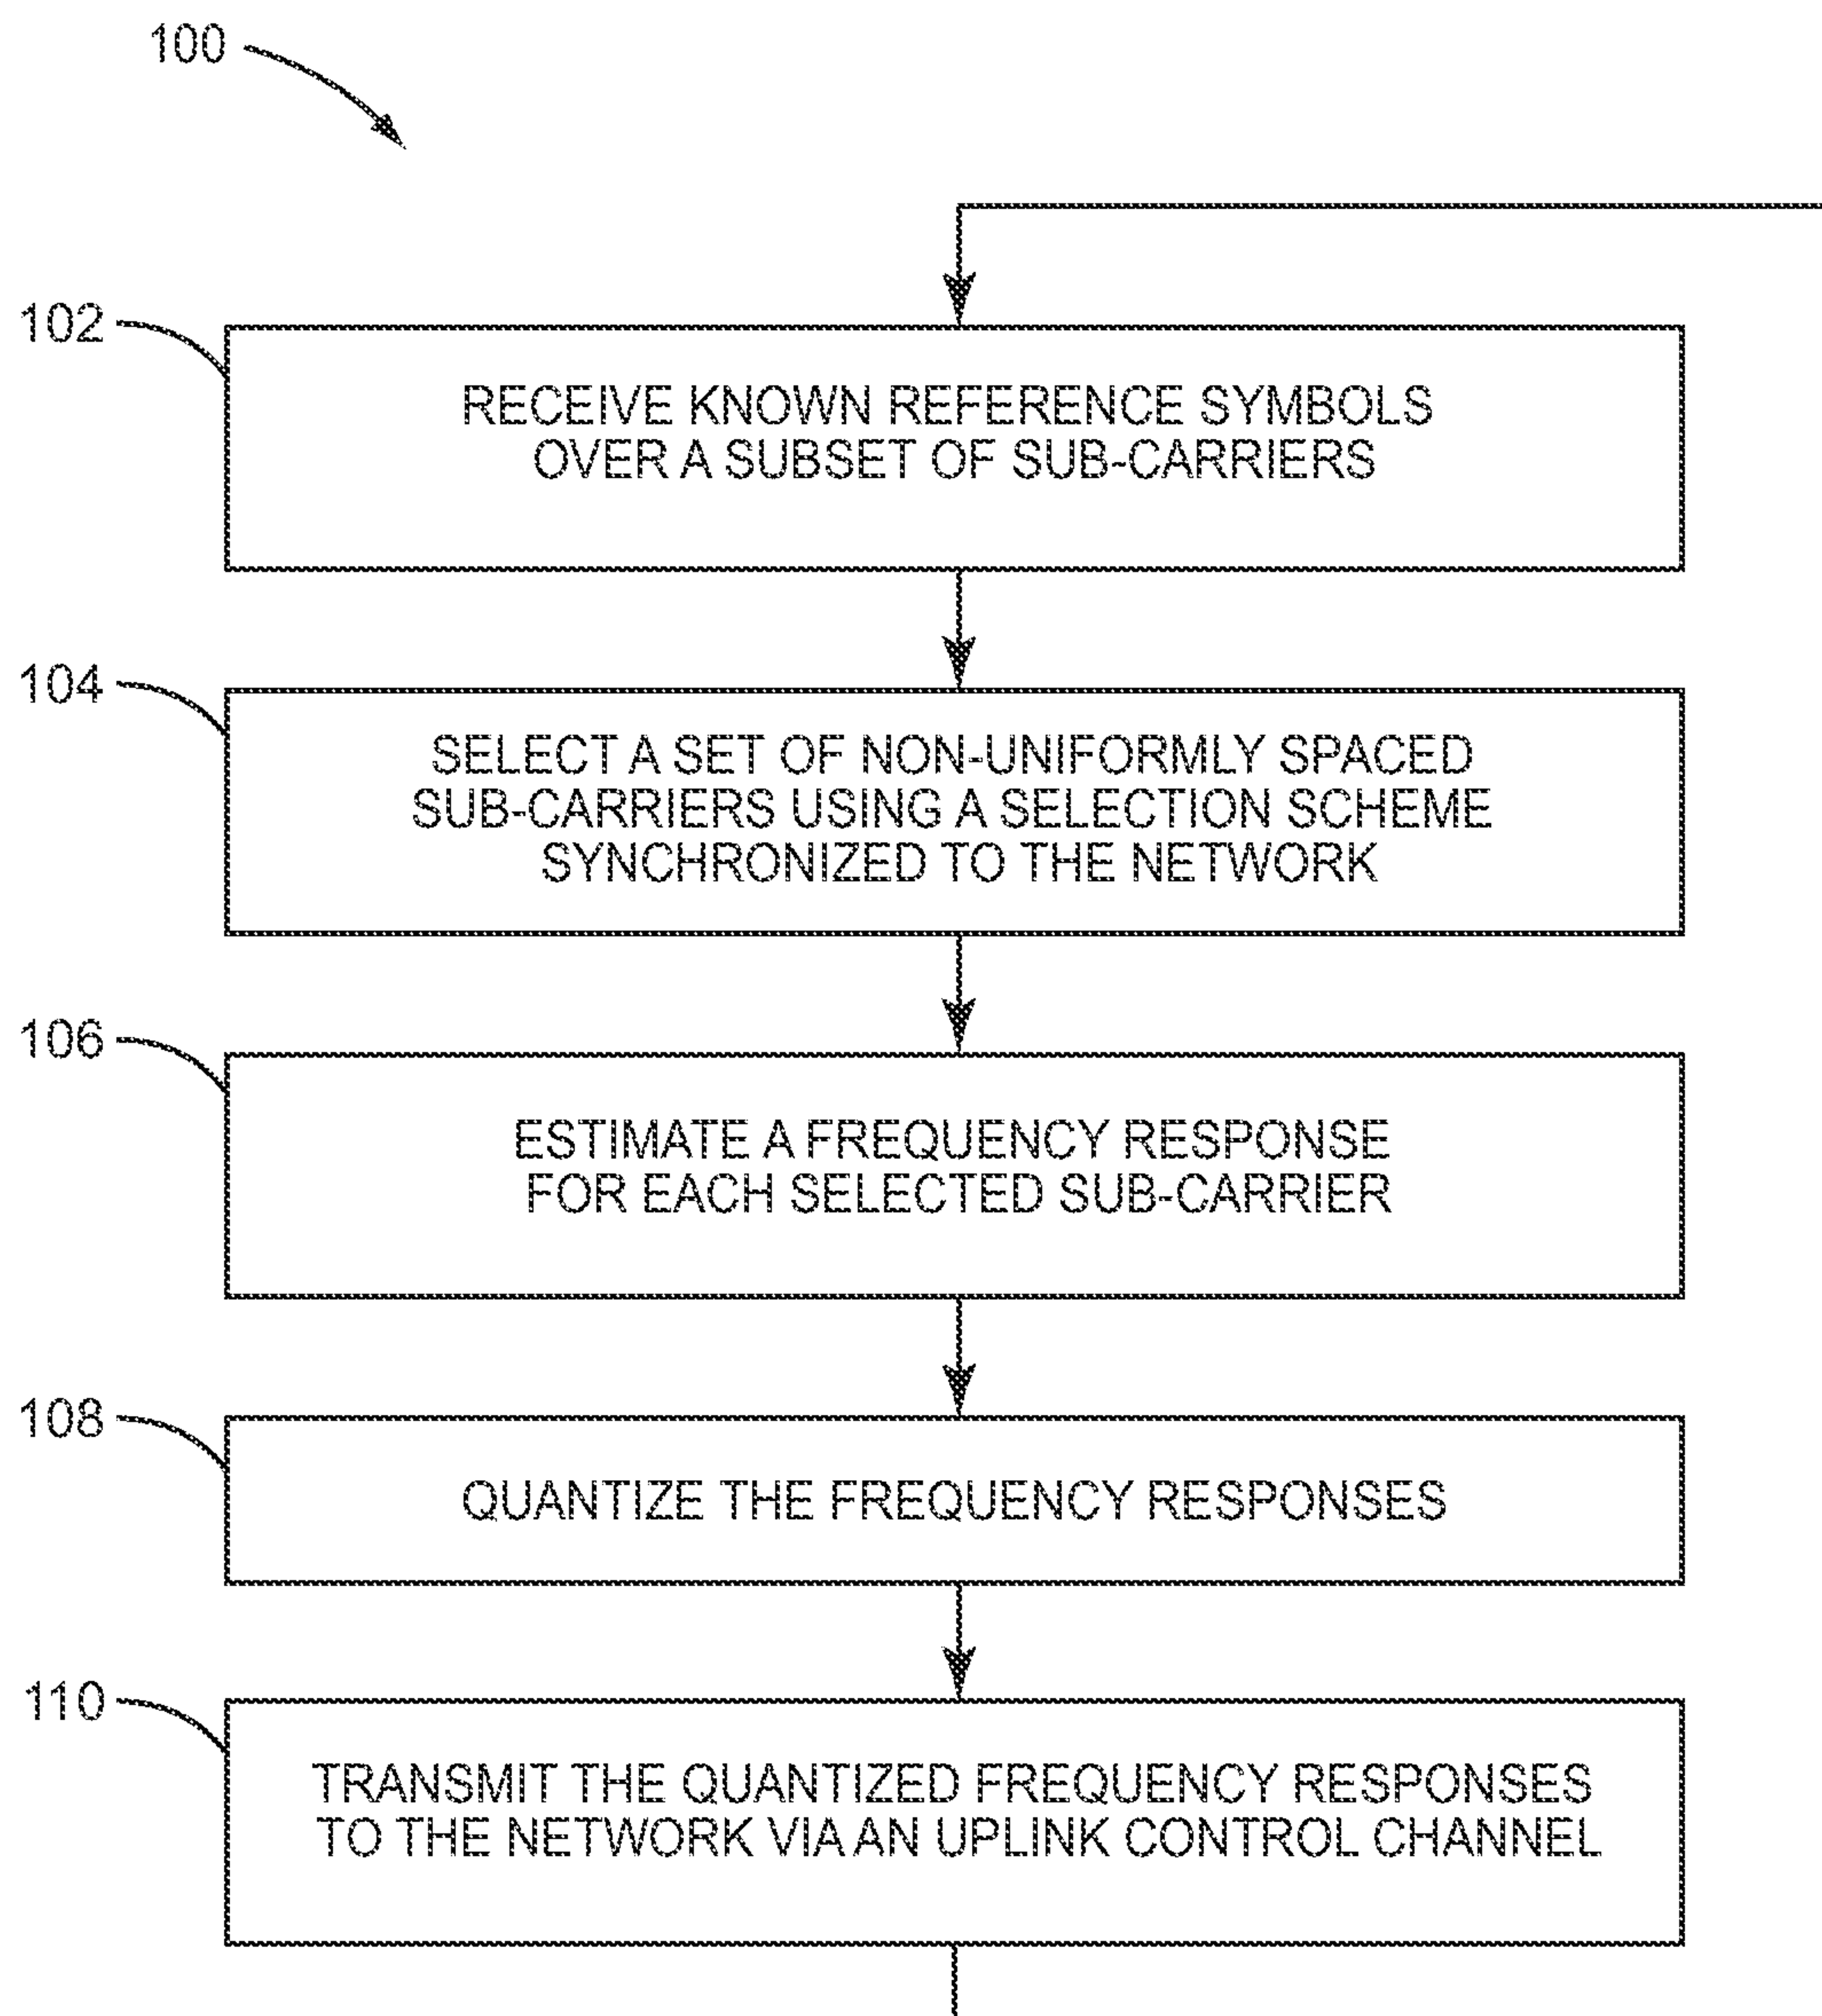 100
102
RECEIVE KNOWN REFERENCE SYMBOLS
OVER A SUBSET OF SUB-CARRIERS
104
SELECT A SET OF NON-UNIFORMLY SPACED
SUB-CARRIERS USING A SELECTION SCHEME
SYNCHRONIZED TO THE NETWORK
106
ESTIMATE A FREQUENCY RESPONSE
FOR EACH SELECTED SUB-CARRIER
108
QUANTIZE THE FREQUENCY RESPONSES
110
TRANSMIT THE QUANTIZED FREQUENCY RESPONSES
TO THE NETWORK VIA AN UPLINK CONTROL CHANNEL